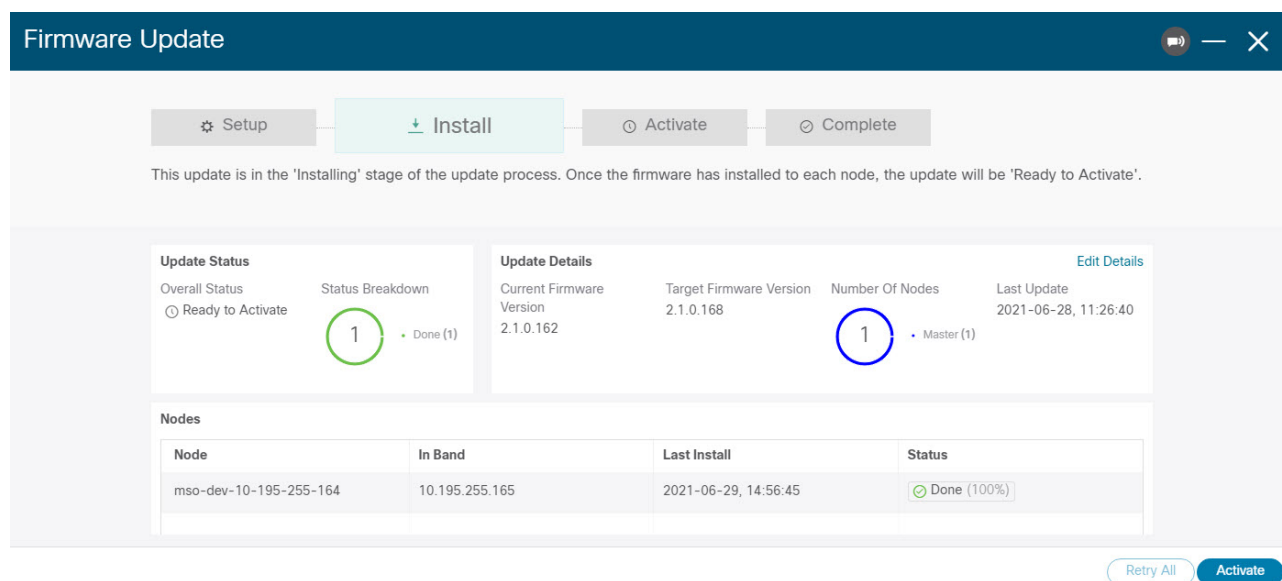 Firmware Update
Setup
Install
Activate
Complete
This update is in the 'Installing' stage of the update process. Once the firmware has installed to each node, the update will be 'Ready to Activate'.
Update Status
Overall Status
Ready to Activate
Status Breakdown
1
Done (1)
Update Details
Edit Details
Current Firmware
Version
2.1.0.162
Target Firmware Version
2.1.0.168
Number Of Nodes
1
Master (1)
Last Update
2021-06-28, 11:26:40
Nodes
Node In Band Last Install Status
mso-dev-10-195-255-164 10.195.255.165 2021-06-29, 14:56:45 Done (100%)
Retry All
Activate